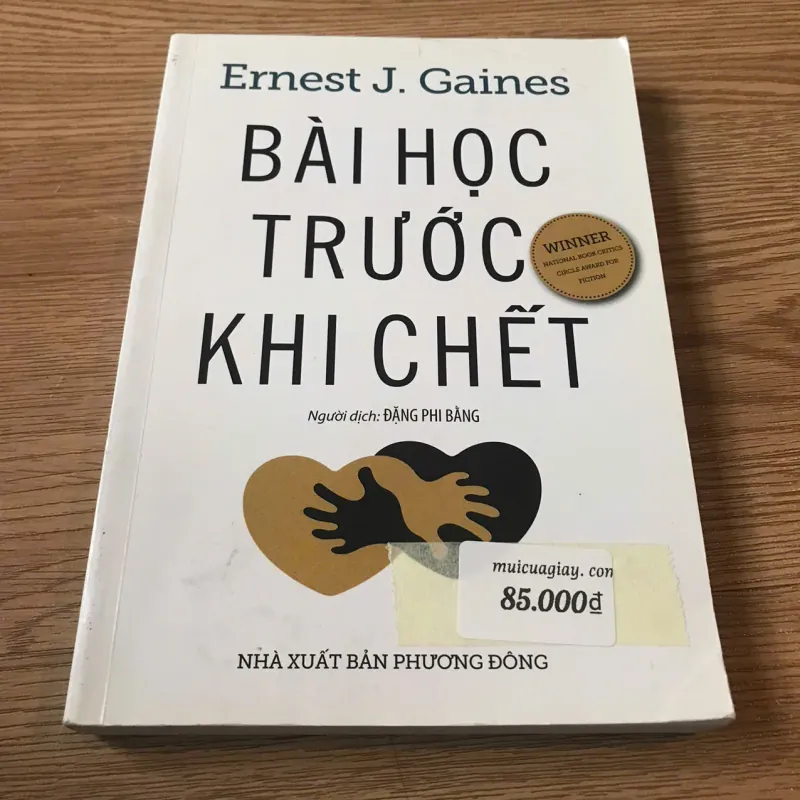 Ernest J. Gaines
BÀI HỌC
TRƯỚC
KHI CHẾT
WINNER
NATIONAL BOOK CRITICS
CIRCLE AWARD FOR
FICTION
Người dịch: ĐẶNG PHI BẰNG
muicuagiay. con
85.000₫
NHÀ XUẤT BẢN PHƯƠNG ĐÔNG